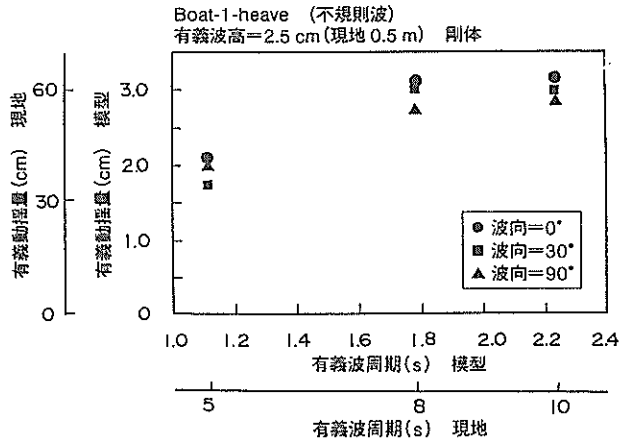 Boat-1-heave (不規則波)
有義波高=2.5 cm(現地 0.5 m) 剛体
有義動揺量(cm) 現地
60
30
0
有義動揺量(cm) 模型
3.0
2.0
1.0
0
波向=0°
波向=30°
波向=90°
1.0 1.2 1.4 1.6 1.8 2.0 2.2 2.4
有義波周期(s) 模型
5 8 10
有義波周期(s) 現地